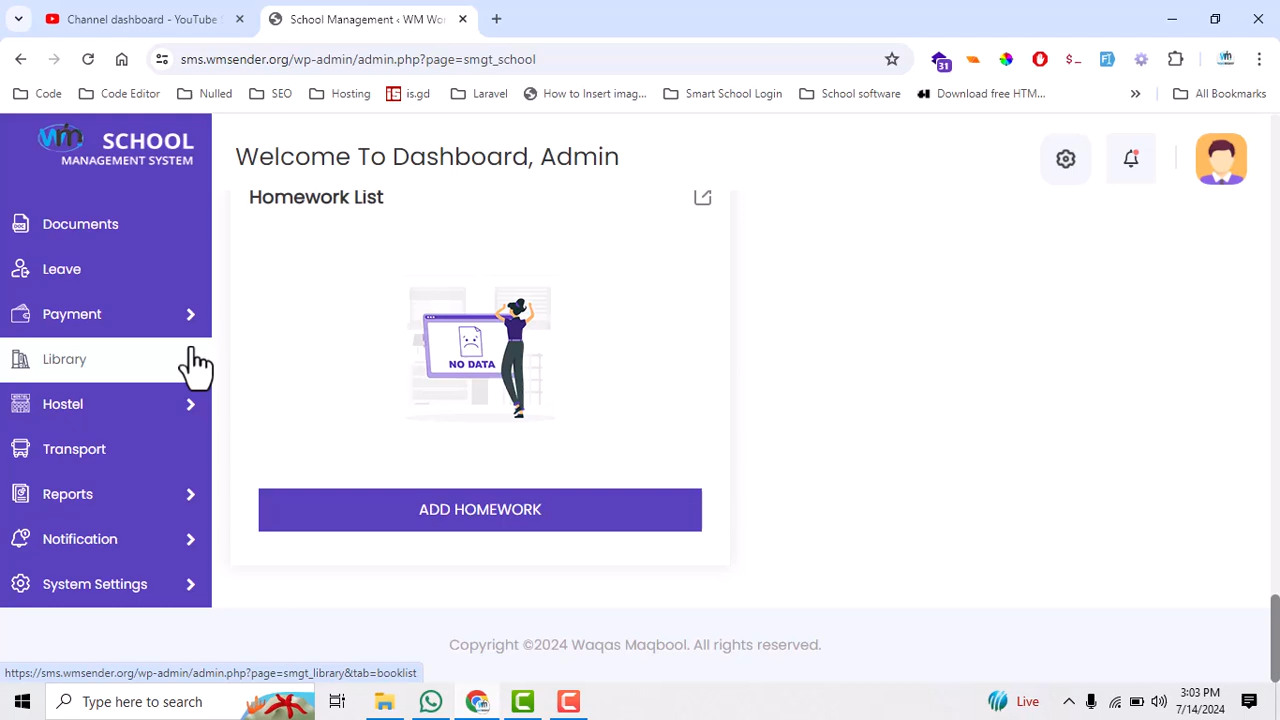 Channel dashboard - YouTube
School Management ‹ WM Wo
sms.wmsender.org/wp-admin/admin.php?page=smgt_school
31
Code
Code Editor
Nulled
SEO
Hosting
is.gd
Laravel
How to Insert imag...
Smart School Login
School software
Download free HTM...
All Bookmarks
wm SCHOOL
MANAGEMENT SYSTEM
Welcome To Dashboard, Admin
Documents
Leave
Payment
Library
Hostel
Transport
Reports
Notification
System Settings
Homework List
NO DATA
ADD HOMEWORK
Copyright ©2024 Waqas Maqbool. All rights reserved.
https://sms.wmsender.org/wp-admin/admin.php?page=smgt_library&tab=booklist
Type here to search
Live
3:03 PM
7/14/2024